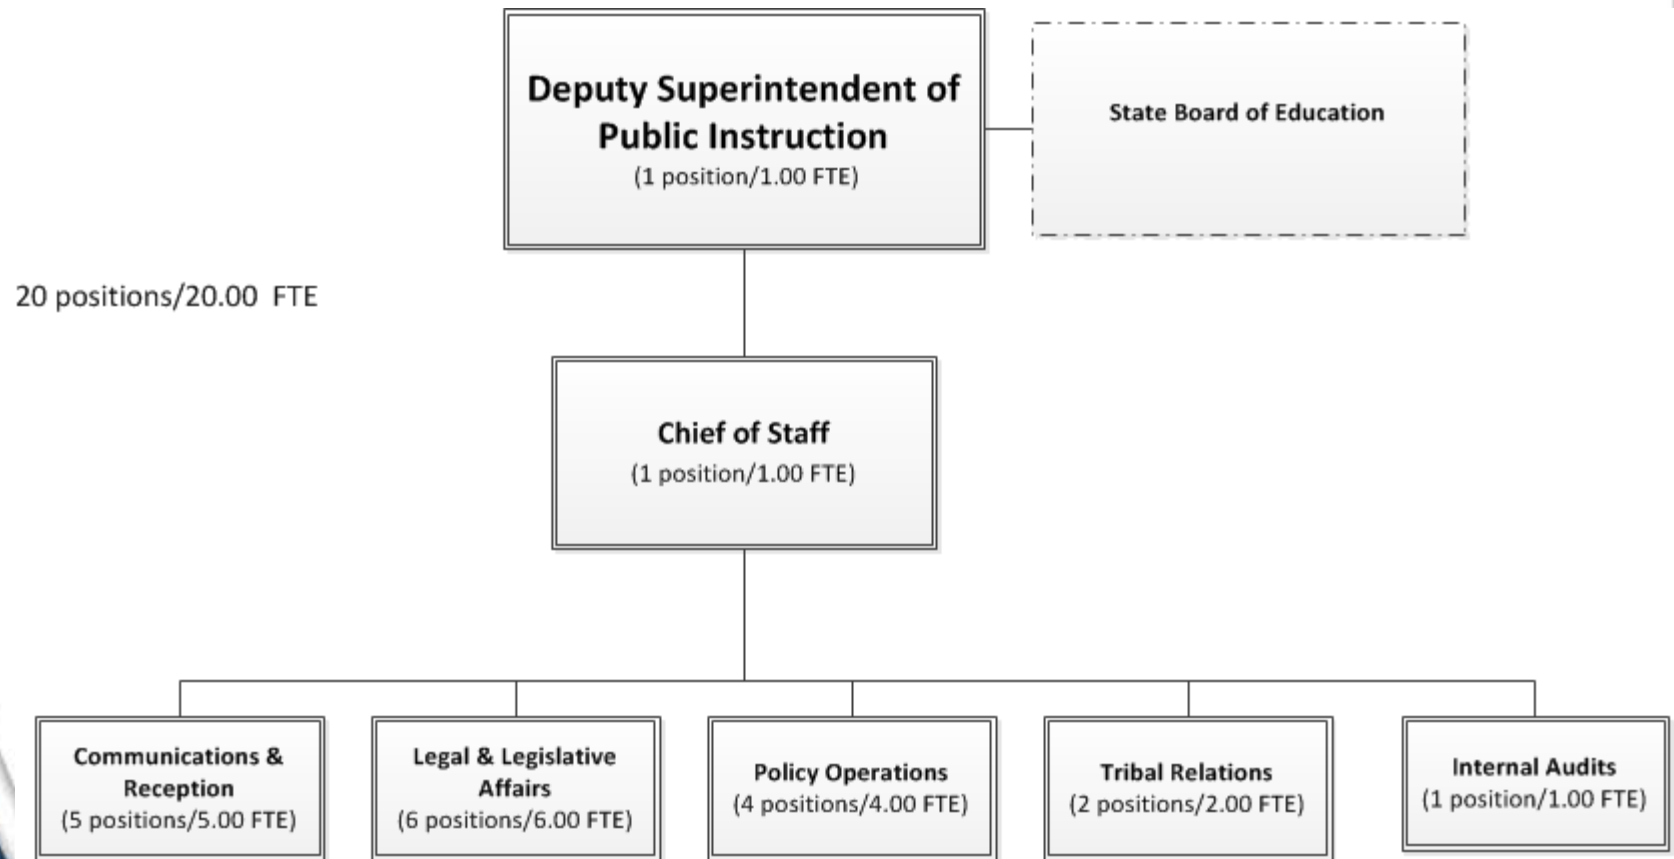 Deputy Superintendent of
Public Instruction
(1 position/1.00 FTE)
State Board of Education
20 positions/20.00 FTE
Chief of Staff
(1 position/1.00 FTE)
Communications &
Reception
(5 positions/5.00 FTE)
Legal & Legislative
Affairs
(6 positions/6.00 FTE)
Policy Operations
(4 positions/4.00 FTE)
Tribal Relations
(2 positions/2.00 FTE)
Internal Audits
(1 position/1.00 FTE)